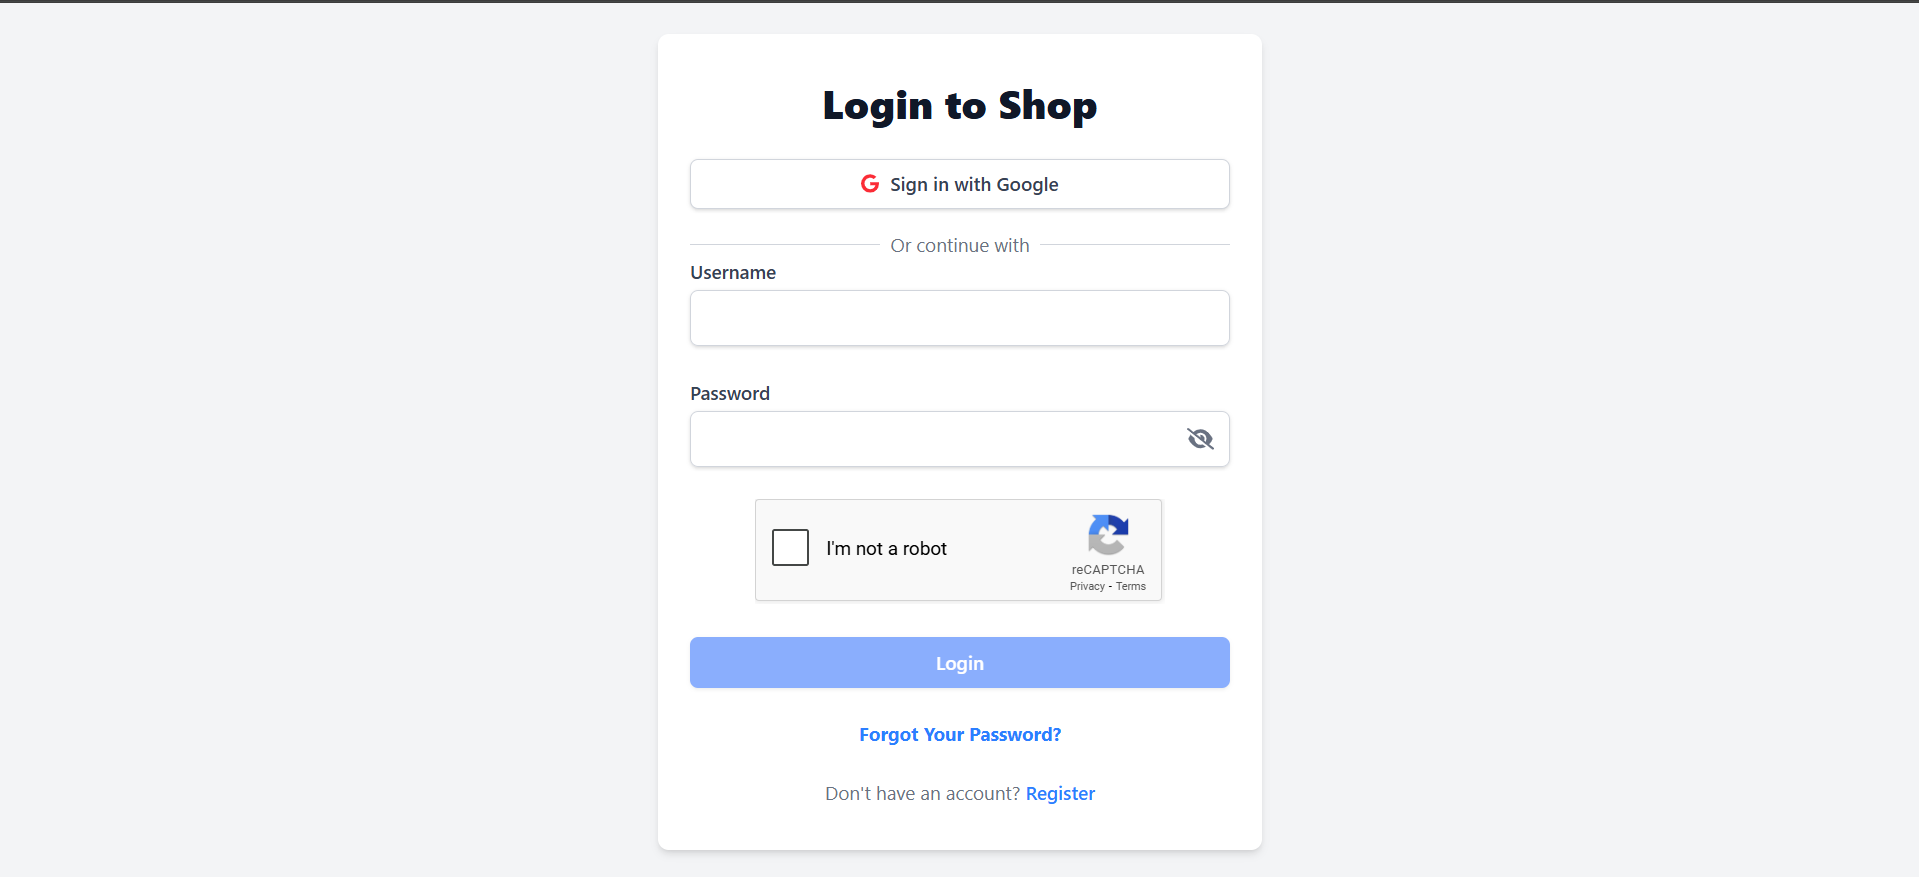 Login to Shop
Sign in with Google
Or continue with
Username
Password
I'm not a robot
reCAPTCHA
Privacy - Terms
Login
Forgot Your Password?
Don't have an account? Register